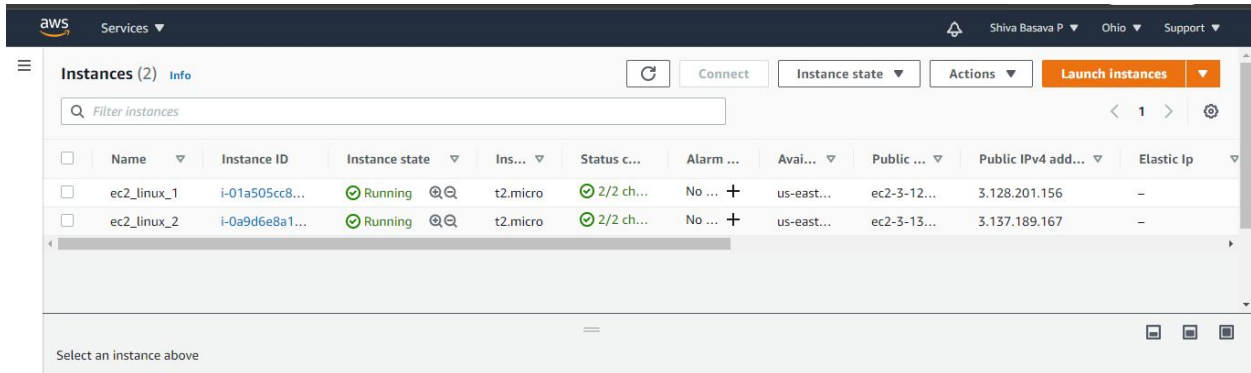 aws Services ▼ Shiva Basava P ▼ Ohio ▼ Support ▼
Instances (2) Info Connect Instance state ▼ Actions ▼ Launch instances ▼
Filter instances < 1 >
Name Instance ID Instance state Ins... Status c... Alarm ... Avai... Public ... Public IPv4 add... Elastic Ip
ec2_linux_1 i-01a505cc8... Running t2.micro 2/2 ch... No ... + us-east... ec2-3-12... 3.128.201.156 –
ec2_linux_2 i-0a9d6e8a1... Running t2.micro 2/2 ch... No ... + us-east... ec2-3-13... 3.137.189.167 –
Select an instance above